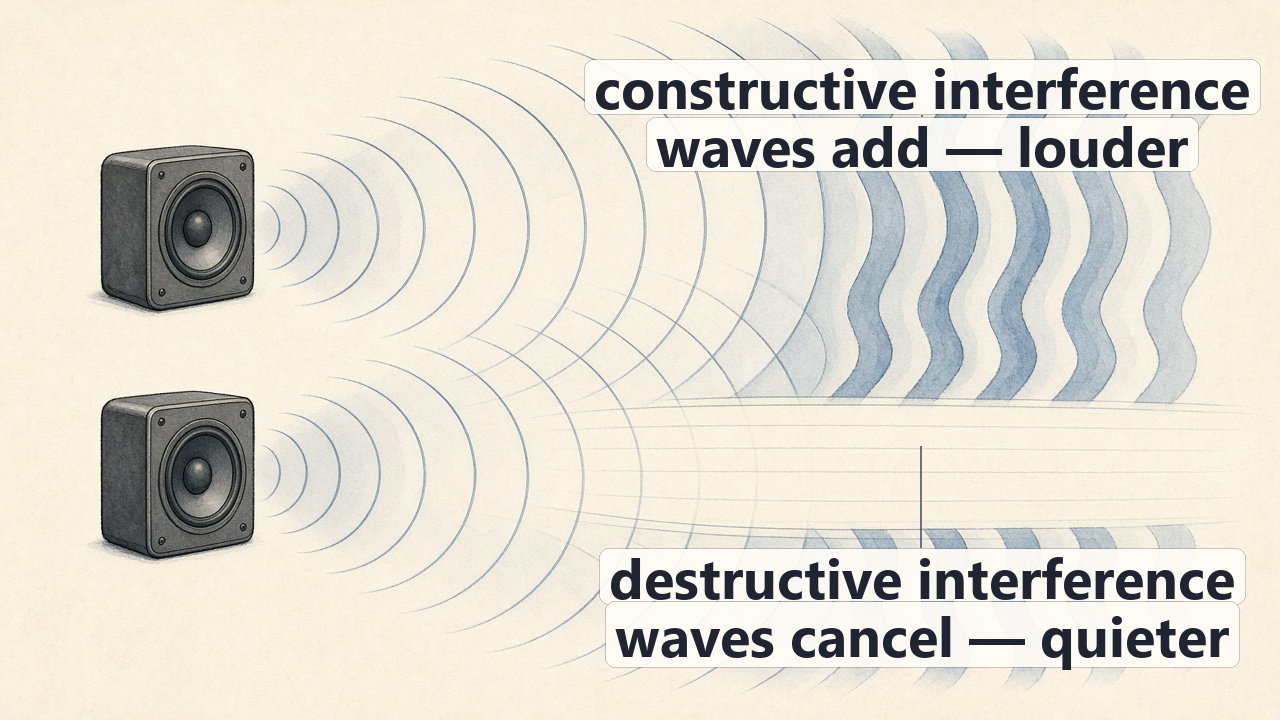 constructive interference
waves add — louder
destructive interference
waves cancel — quieter